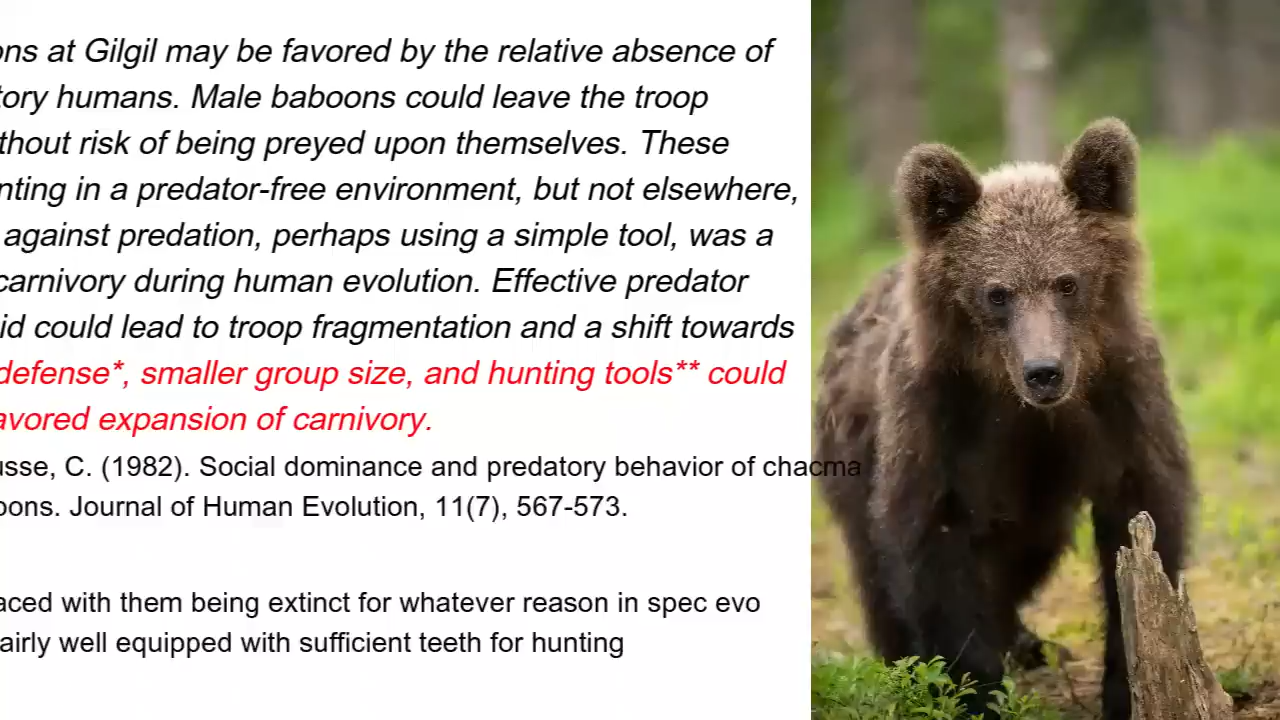 ons at Gilgil may be favored by the relative absence of
tory humans. Male baboons could leave the troop
thout risk of being preyed upon themselves. These
nting in a predator-free environment, but not elsewhere,
against predation, perhaps using a simple tool, was a
carnivory during human evolution. Effective predator
id could lead to troop fragmentation and a shift towards
defense*, smaller group size, and hunting tools** could
avored expansion of carnivory.
usse, C. (1982). Social dominance and predatory behavior of chacma
oons. Journal of Human Evolution, 11(7), 567-573.
aced with them being extinct for whatever reason in spec evo
airly well equipped with sufficient teeth for hunting